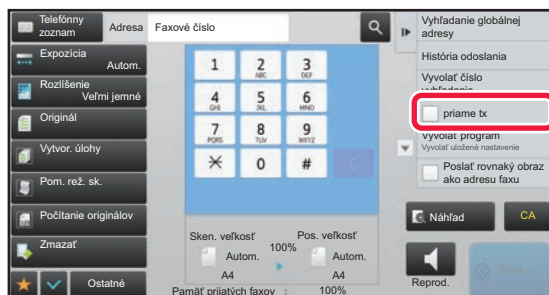 Telefónny
zoznam
Adresa
Faxové číslo
Expozícia
Autom.
Rozlíšenie
Veľmi jemné
Originál
Vytvor. úlohy
Pom. rež. sk.
Počítanie originálov
Zmazať
Ostatné
1
2
ABC
3
DEF
4
GHI
5
JKL
6
MNO
7
PQRS
8
TUV
9
WXYZ
0
#
C
Sken. veľkosť
100%
Pos. veľkosť
Autom.
A4
Autom.
A4
Pamäť prijatých faxov : 100%
Vyhľadanie globálnej
adresy
História odoslania
Vyvolať číslo
vyhľadania
priame tx
Vyvolať program
Vyvolať uložené nastavenie
Poslať rovnaký obraz
ako adresu faxu
Náhľad
CA
Reprod.
Štart